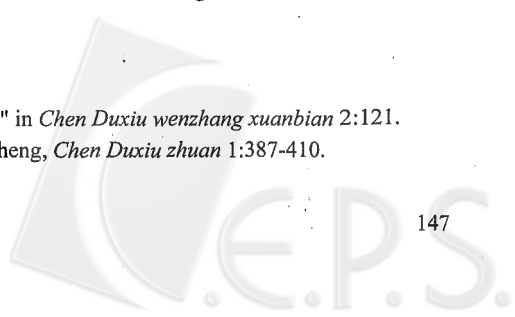 " in Chen Duxiu wenzhang xuanbian 2:121.
heng, Chen Duxiu zhuan 1:387-410.
147
C.E.P.S.